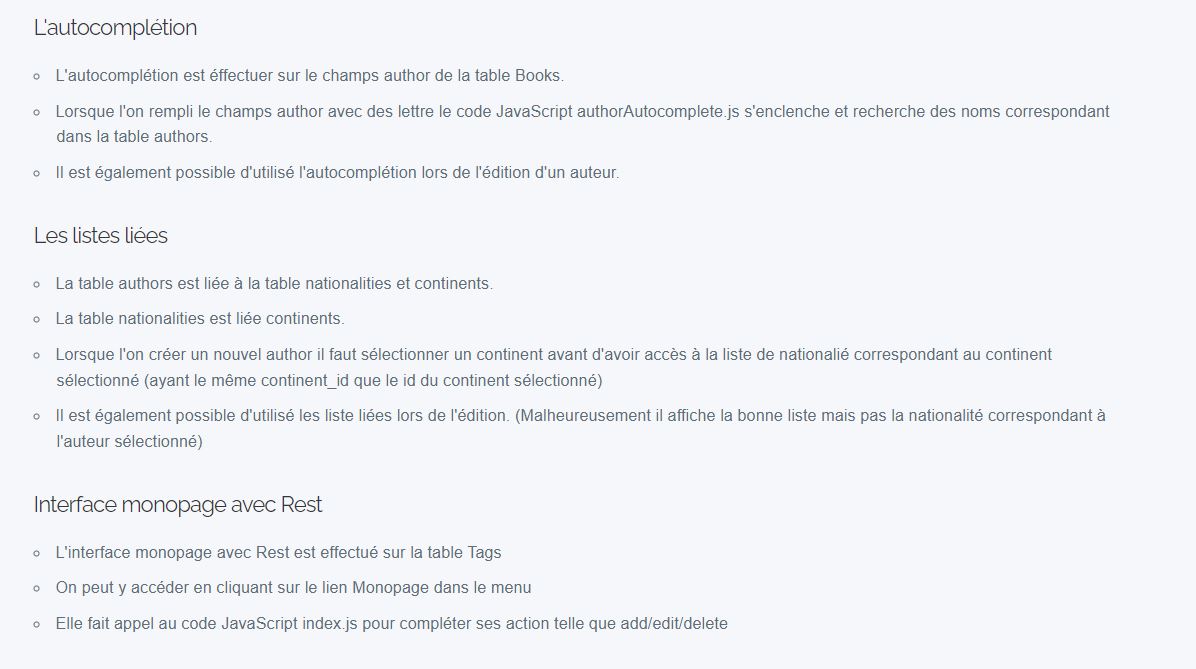 L'autocomplétion
L'autocomplétion est éffectuer sur le champs author de la table Books.
Lorsque l'on rempli le champs author avec des lettre le code JavaScript authorAutocomplete.js s'enclenche et recherche des noms correspondant
dans la table authors.
Il est également possible d'utilisé l'autocomplétion lors de l'édition d'un auteur.
Les listes liées
La table authors est liée à la table nationalities et continents.
La table nationalities est liée continents.
Lorsque l'on créer un nouvel author il faut sélectionner un continent avant d'avoir accès à la liste de nationalié correspondant au continent
sélectionné (ayant le même continent_id que le id du continent sélectionné)
Il est également possible d'utilisé les liste liées lors de l'édition. (Malheureusement il affiche la bonne liste mais pas la nationalité correspondant à
l'auteur sélectionné)
Interface monopage avec Rest
L'interface monopage avec Rest est effectué sur la table Tags
On peut y accéder en cliquant sur le lien Monopage dans le menu
Elle fait appel au code JavaScript index.js pour compléter ses action telle que add/edit/delete